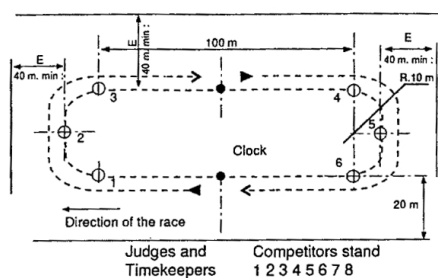 E
40 m. min :
100 m
E
40 m. min :
E
40 m. min :
R.10 m
3
4
2
5
Clock
1
6
Direction of the race
20 m
Judges and Timekeepers
Competitors stand
1 2 3 4 5 6 7 8